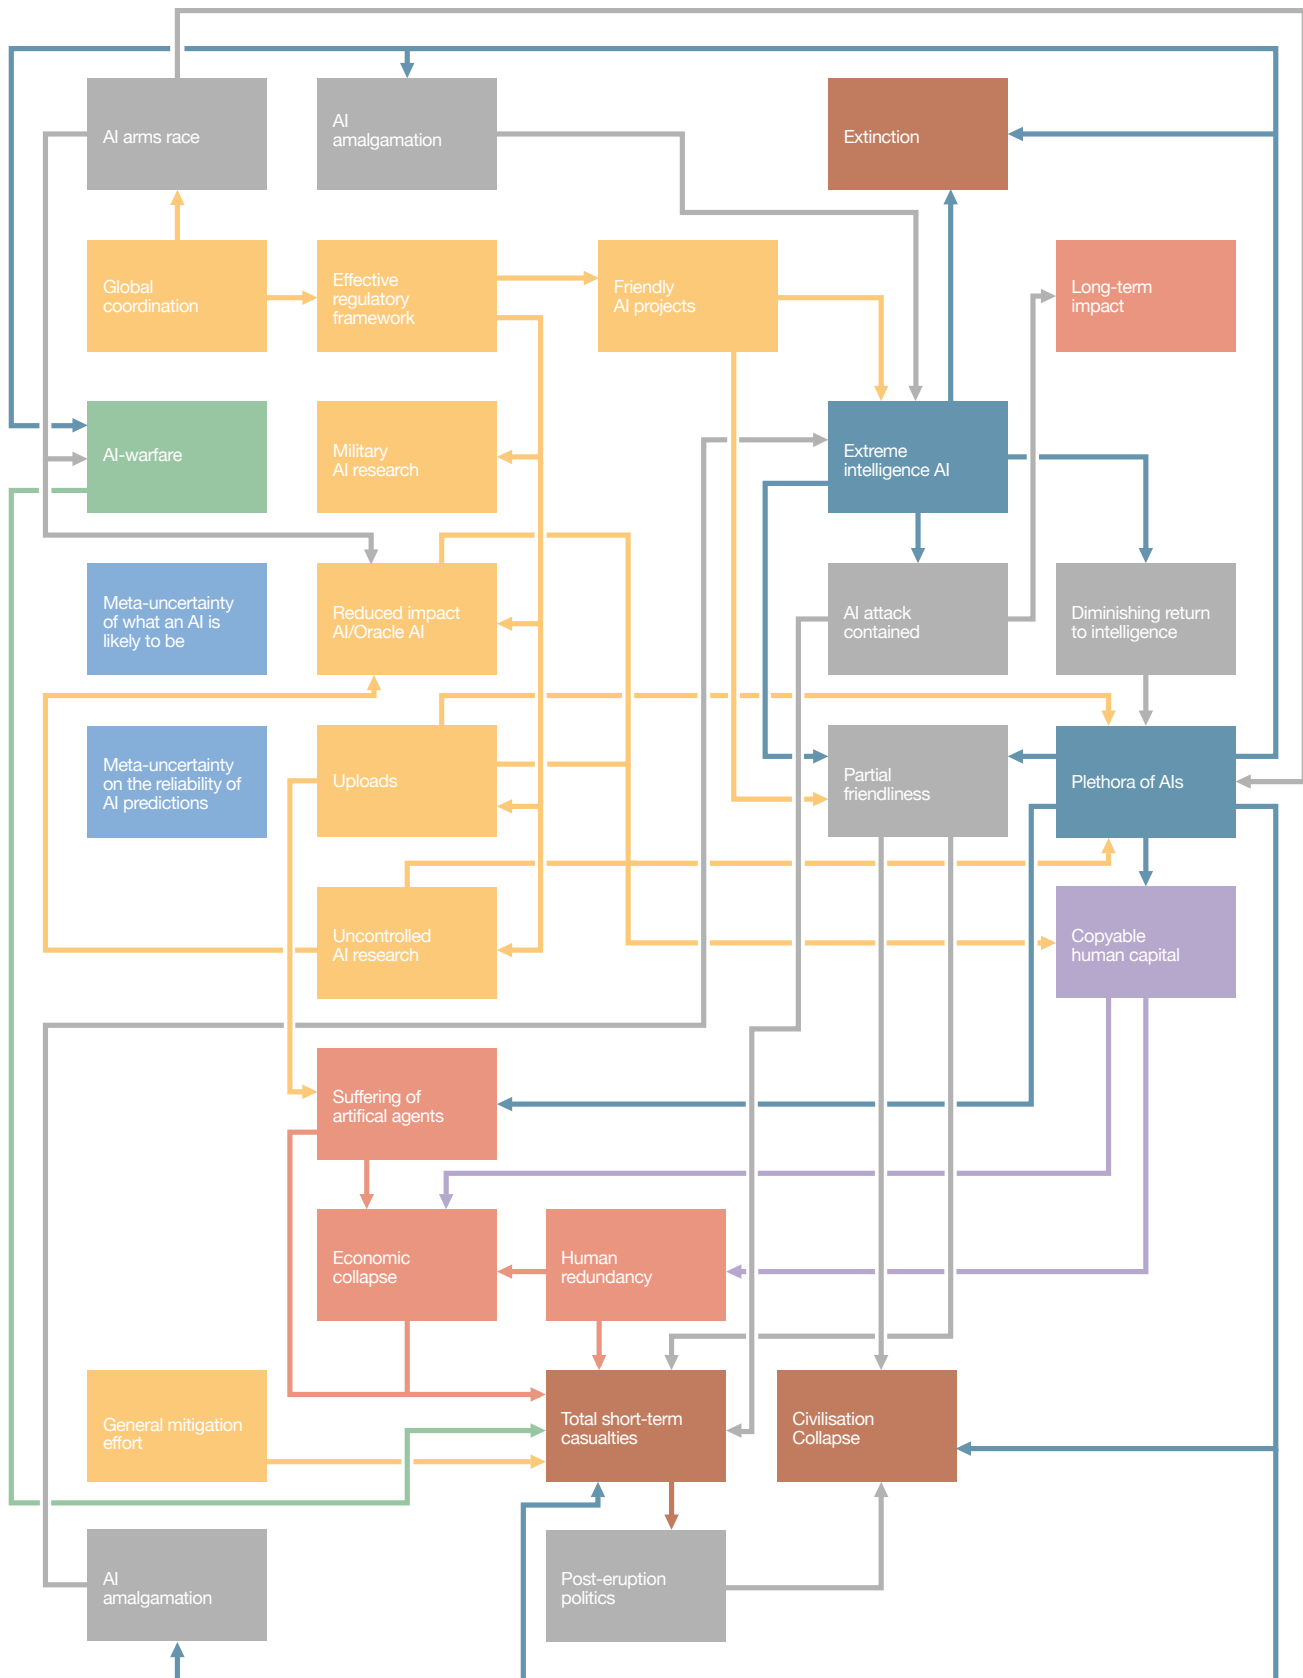 AI arms race
AI
amalgamation
Extinction
Global
coordination
Effective
regulatory
framework
Friendly
AI projects
Long-term
impact
AI-warfare
Military
AI research
Extreme
intelligence AI
Meta-uncertainty
of what an AI is
likely to be
Reduced impact
AI/Oracle AI
AI attack
contained
Diminishing return
to intelligence
Meta-uncertainty
on the reliability of
AI predictions
Uploads
Partial
friendliness
Plethora of AIs
Uncontrolled
AI research
Copyable
human capital
Suffering of
artifical agents
Economic
collapse
Human
redundancy
General mitigation
effort
Total short-term
casualties
Civilisation
Collapse
AI
amalgamation
Post-eruption
politics